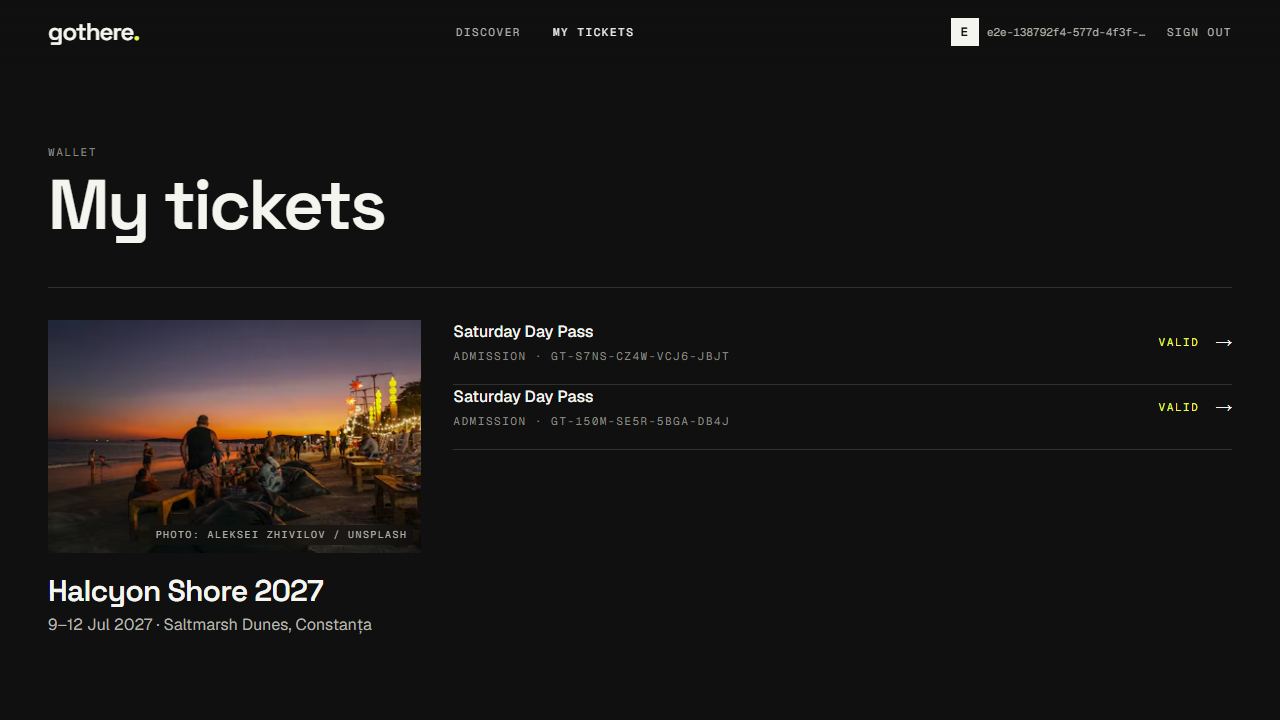 gothere.
DISCOVER
MY TICKETS
E
e2e-138792f4-577d-4f3f-…
SIGN OUT
WALLET
My tickets
Saturday Day Pass
ADMISSION · GT-S7NS-CZ4W-VCJ6-JBJT
VALID →
Saturday Day Pass
ADMISSION · GT-150M-SE5R-5BGA-DB4J
VALID →
PHOTO: ALEKSEI ZHIVILOV / UNSPLASH
Halcyon Shore 2027
9–12 Jul 2027 · Saltmarsh Dunes, Constanța